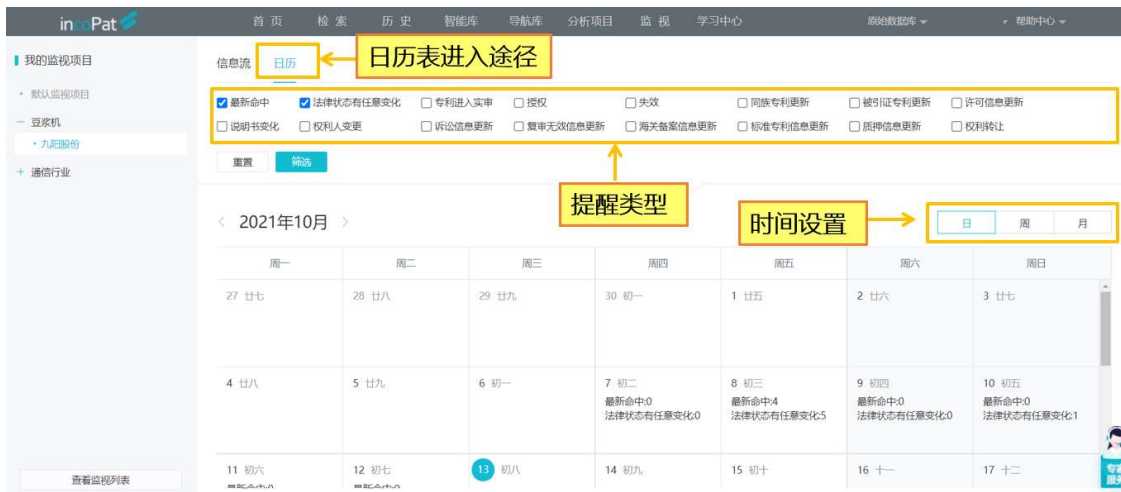 incoPat
首 页 检 索 历 史 智能库 导航库 分析项目 监 视 学习中心 原始数据库 帮助中心
我的监视项目
默认监视项目
豆浆机
九阳股份
通信行业
查看监视列表
信息流 日历
日历表进入途径
最新命中 法律状态有任意变化 专利进入实审 授权 失效 同族专利更新 被引证专利更新 许可信息更新
说明书变化 权利人变更 诉讼信息更新 复审无效信息更新 海关备案信息更新 标准专利信息更新 质押信息更新 权利转让
重置 筛选
提醒类型
时间设置
< 2021年10月 >
日 周 月
周一 周二 周三 周四 周五 周六 周日
27 廿七 28 廿八 29 廿九 30 初一 1 廿五 2 廿六 3 廿七
4 廿八 5 廿九 6 初一 7 初二 8 初三 9 初四 10 初五
最新命中:0 最新命中:4 最新命中:0 最新命中:0
法律状态有任意变化:0 法律状态有任意变化:5 法律状态有任意变化:0 法律状态有任意变化:1
11 初六 12 初七 13 初八 14 初九 15 初十 16 十一 17 十二
最新命中:0 最新命中:0
专家
服务